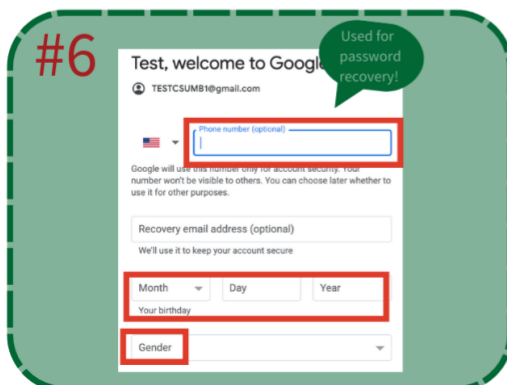 #6
Used for
password
recovery!
Test, welcome to Goog
TESTCSUMB1@gmail.com
Phone number (optional)
Google will use this number only for account security. Your
number won't be visible to others. You can choose later whether to
use it for other purposes.
Recovery email address (optional)
We'll use it to keep your account secure
Month Day Year
Your birthday
Gender